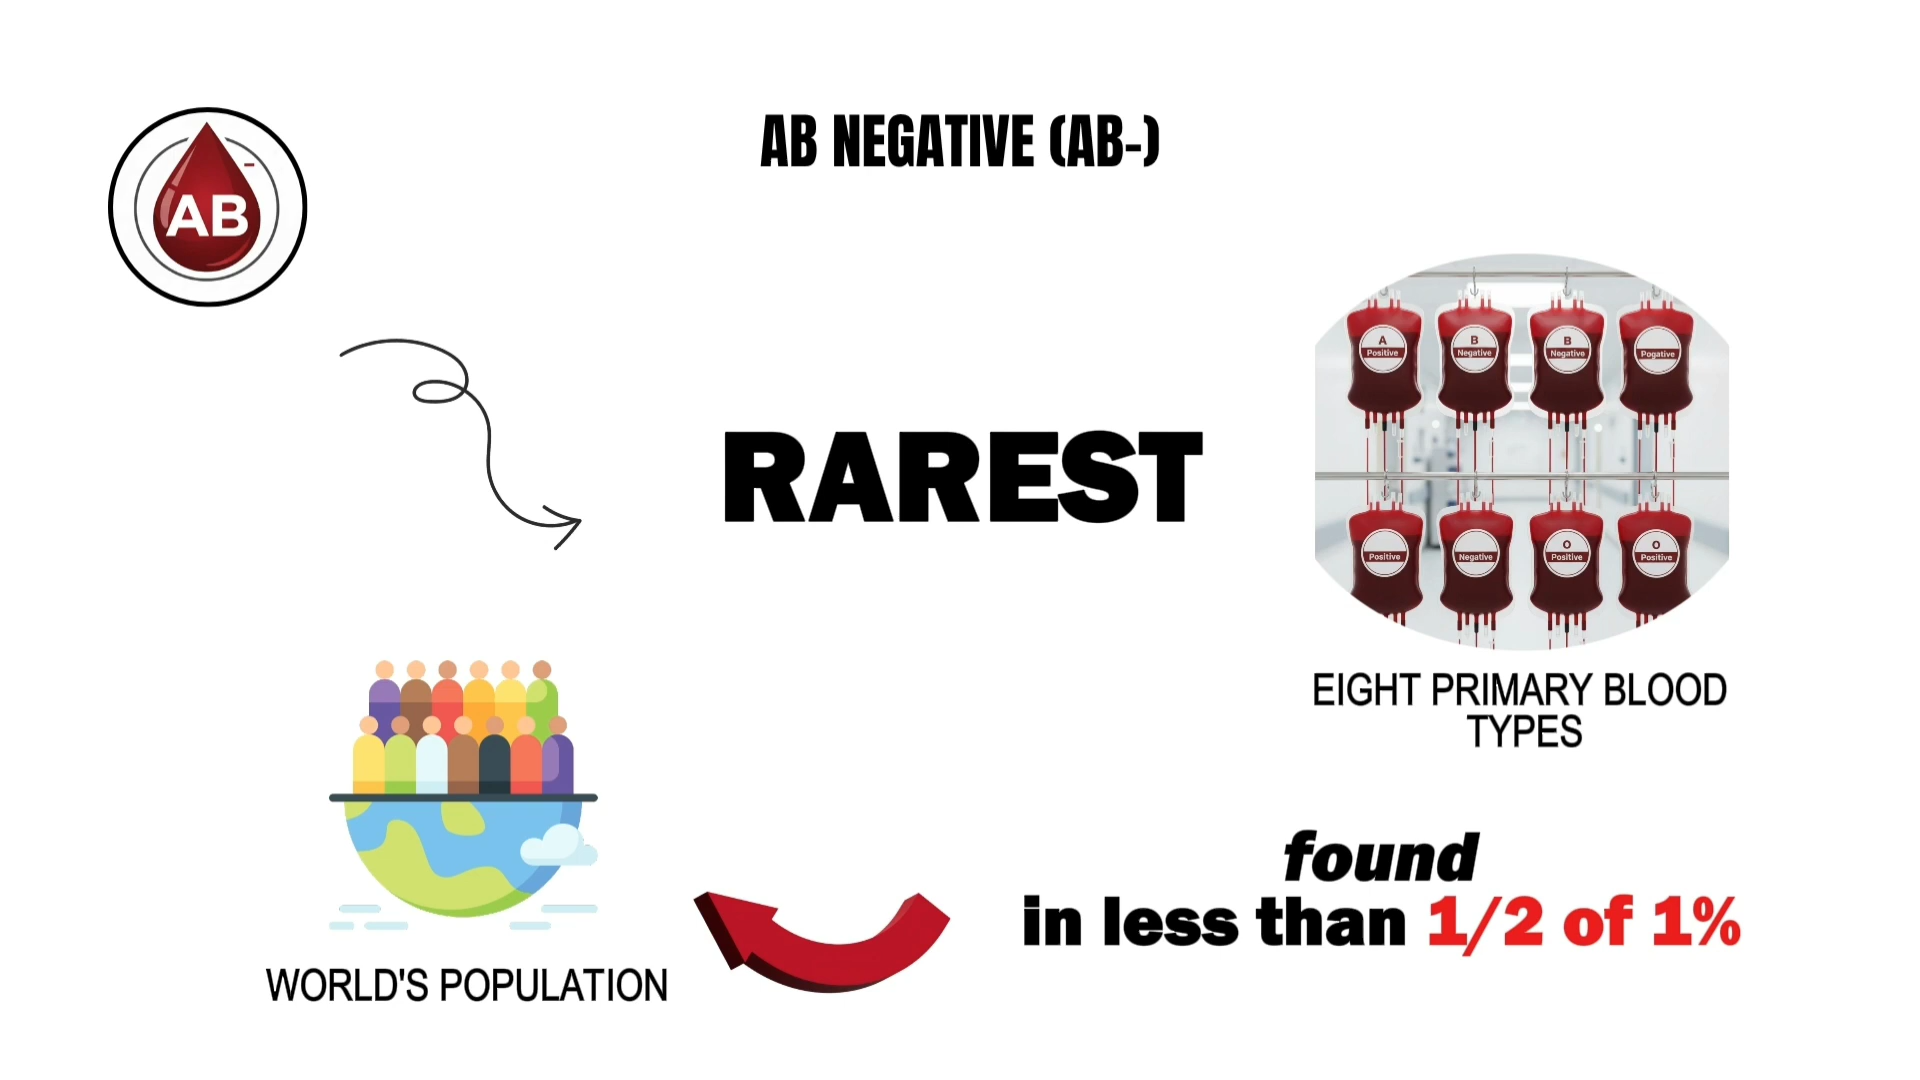 AB NEGATIVE (AB-)
AB-
RAREST
A
Positive
B
Negative
B
Negative
Pogative
Positive
Negative
O
Positive
O
Positive
EIGHT PRIMARY BLOOD
TYPES
found
in less than 1/2 of 1%
WORLD'S POPULATION